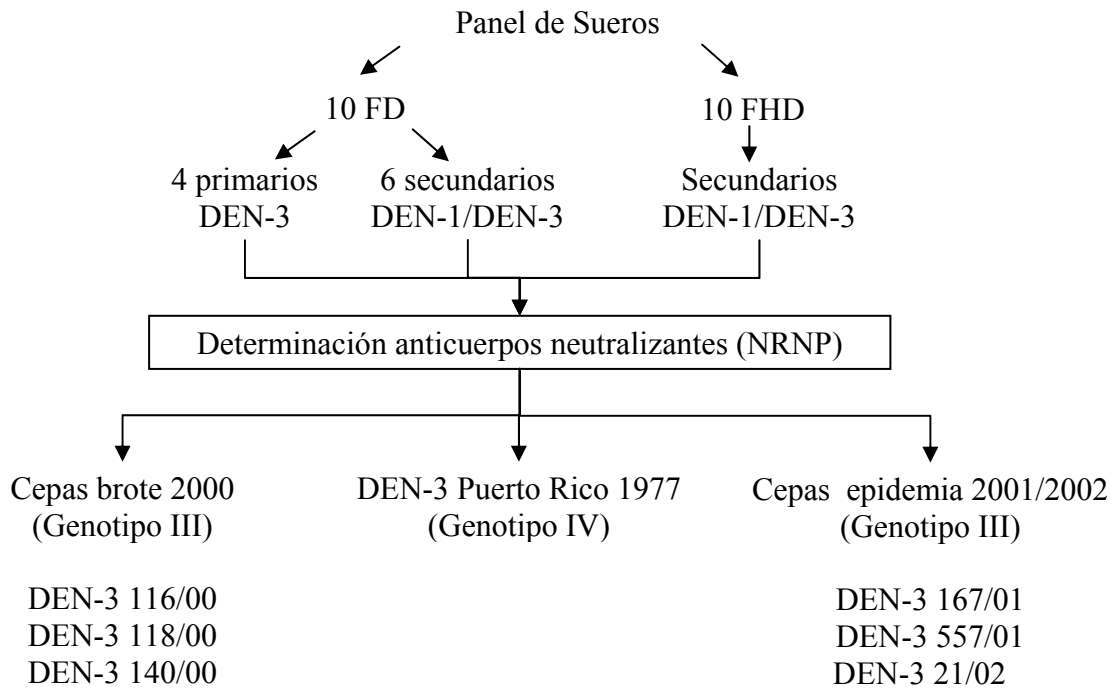 Panel de Sueros
10 FD
10 FHD
4 primarios
DEN-3
6 secundarios
DEN-1/DEN-3
Secundarios
DEN-1/DEN-3
Determinación anticuerpos neutralizantes (NRNP)
Cepas brote 2000
(Genotipo III)
DEN-3 116/00
DEN-3 118/00
DEN-3 140/00
DEN-3 Puerto Rico 1977
(Genotipo IV)
Cepas epidemia 2001/2002
(Genotipo III)
DEN-3 167/01
DEN-3 557/01
DEN-3 21/02